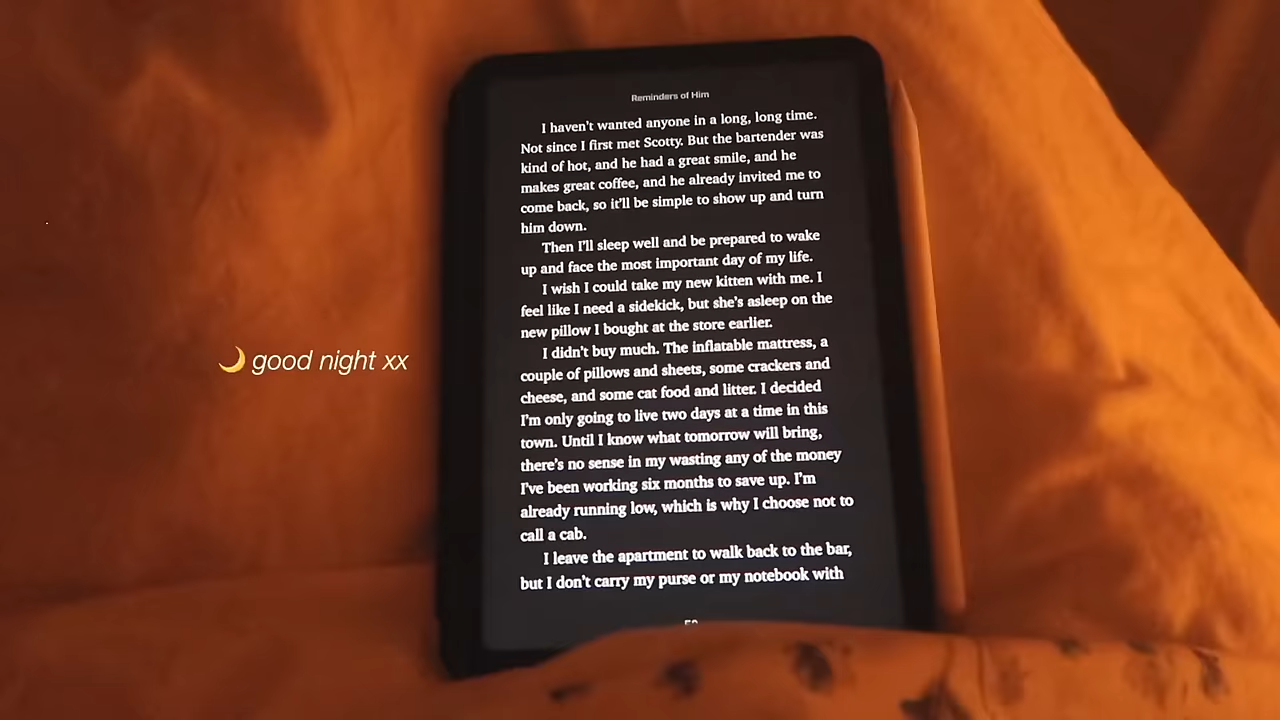 Reminders of Him
I haven't wanted anyone in a long, long time.
Not since I first met Scotty. But the bartender was
kind of hot, and he had a great smile, and he
makes great coffee, and he already invited me to
come back, so it'll be simple to show up and turn
him down.
Then I'll sleep well and be prepared to wake
up and face the most important day of my life.
I wish I could take my new kitten with me. I
feel like I need a sidekick, but she's asleep on the
new pillow I bought at the store earlier.
I didn't buy much. The inflatable mattress, a
couple of pillows and sheets, some crackers and
cheese, and some cat food and litter. I decided
I'm only going to live two days at a time in this
town. Until I know what tomorrow will bring,
there's no sense in my wasting any of the money
I've been working six months to save up. I'm
already running low, which is why I choose not to
call a cab.
I leave the apartment to walk back to the bar,
but I don't carry my purse or my notebook with
🌙 good night xx